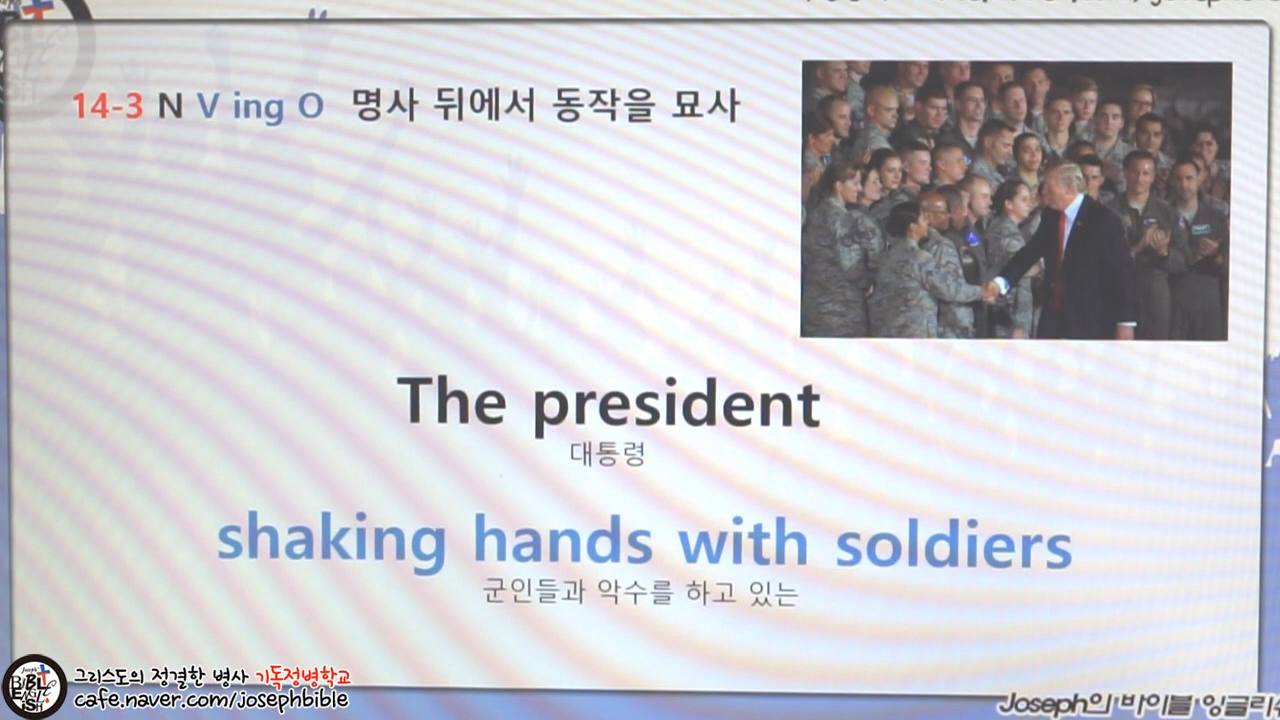 14-3 N V ing O 명사 뒤에서 동작을 묘사
The president
대통령
shaking hands with soldiers
군인들과 악수를 하고 있는
그리스도의 정결한 병사 기독정병학교
cafe.naver.com/josephbible
Joseph의 바이블 잉글리